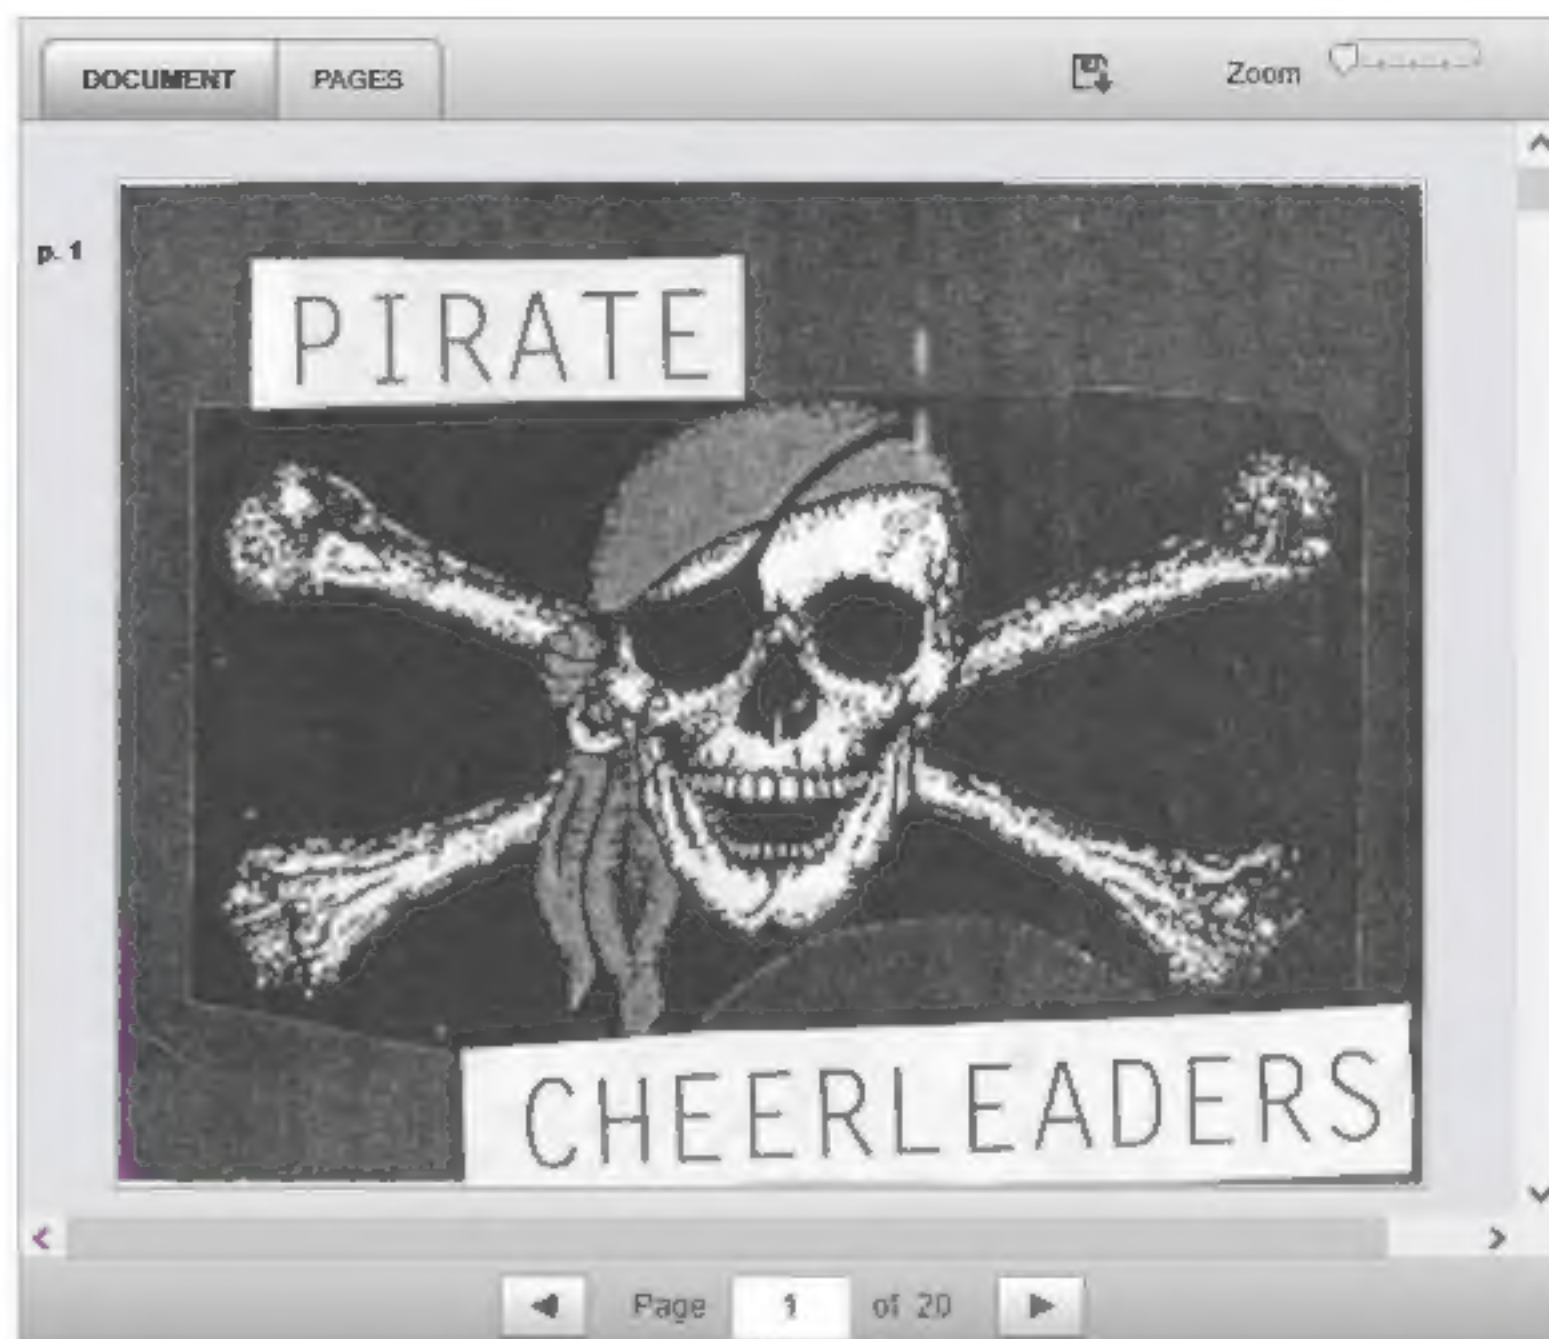 DOCUMENT PAGES Zoom
p. 1
PIRATE
CHEERLEADERS
Page 1 of 20